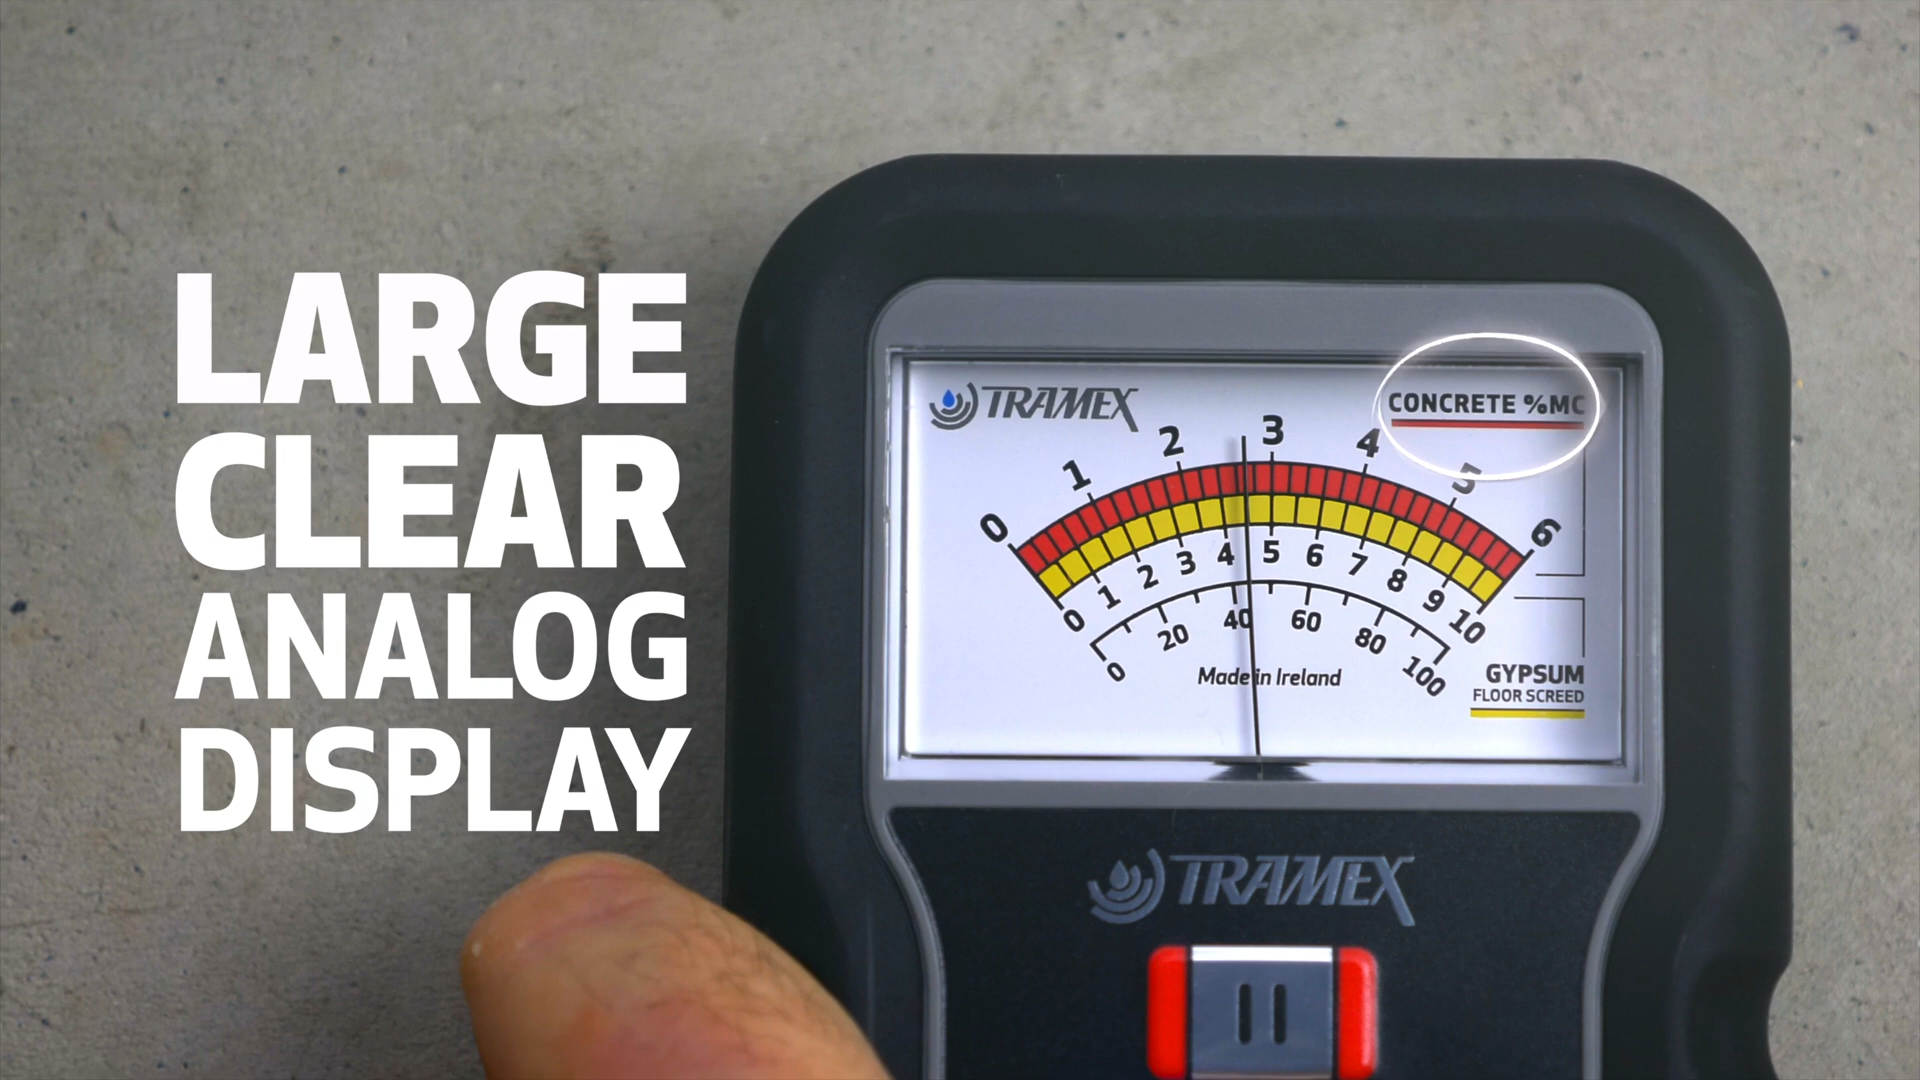 LARGE
CLEAR
ANALOG
DISPLAY
TRAMEX
CONCRETE %MC
0 1 2 3 4 5 6
0 1 2 3 4 5 6 7 8 9 10
0 20 40 60 80 100
Made in Ireland
GYPSUM
FLOOR SCREED
TRAMEX